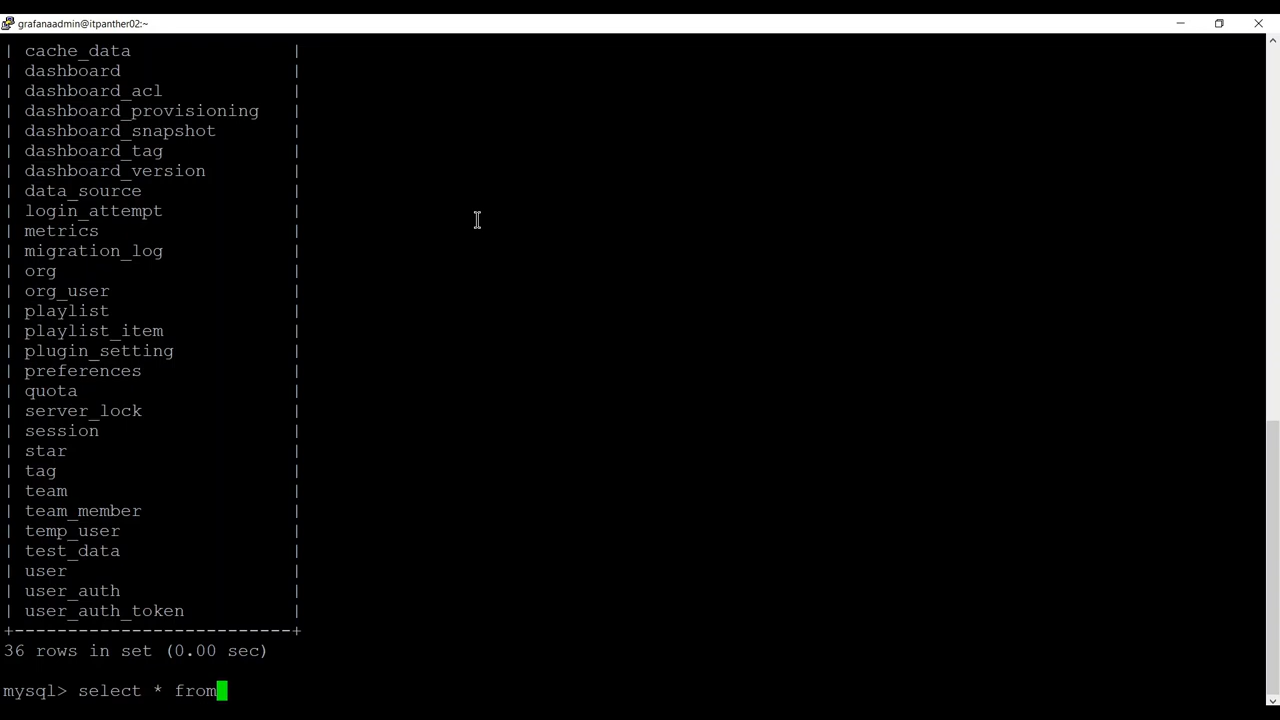 grafanaadmin@itpanther02:~
| cache_data |
| dashboard |
| dashboard_acl |
| dashboard_provisioning |
| dashboard_snapshot |
| dashboard_tag |
| dashboard_version |
| data_source |
| login_attempt |
| metrics |
| migration_log |
| org |
| org_user |
| playlist |
| playlist_item |
| plugin_setting |
| preferences |
| quota |
| server_lock |
| session |
| star |
| tag |
| team |
| team_member |
| temp_user |
| test_data |
| user |
| user_auth |
| user_auth_token |
+--------------------------+
36 rows in set (0.00 sec)
mysql> select * from